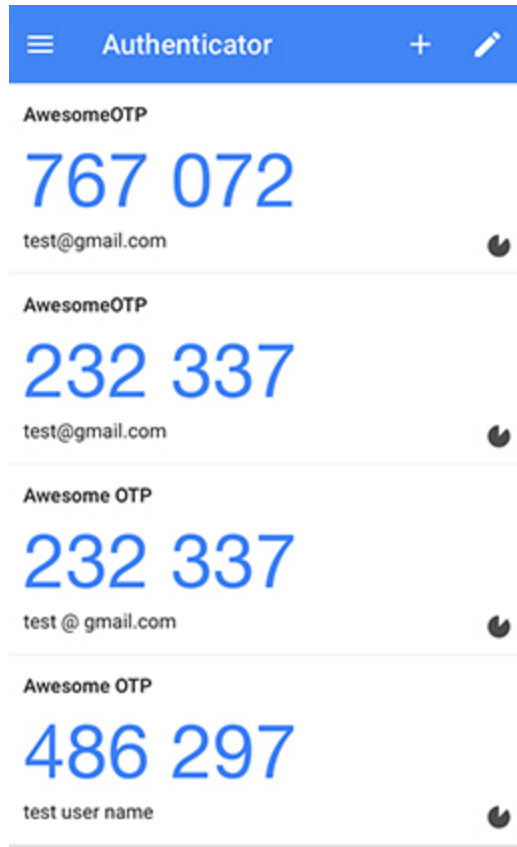 Authenticator
AwesomeOTP
767 072
test@gmail.com
AwesomeOTP
232 337
test@gmail.com
Awesome OTP
232 337
test @ gmail.com
Awesome OTP
486 297
test user name